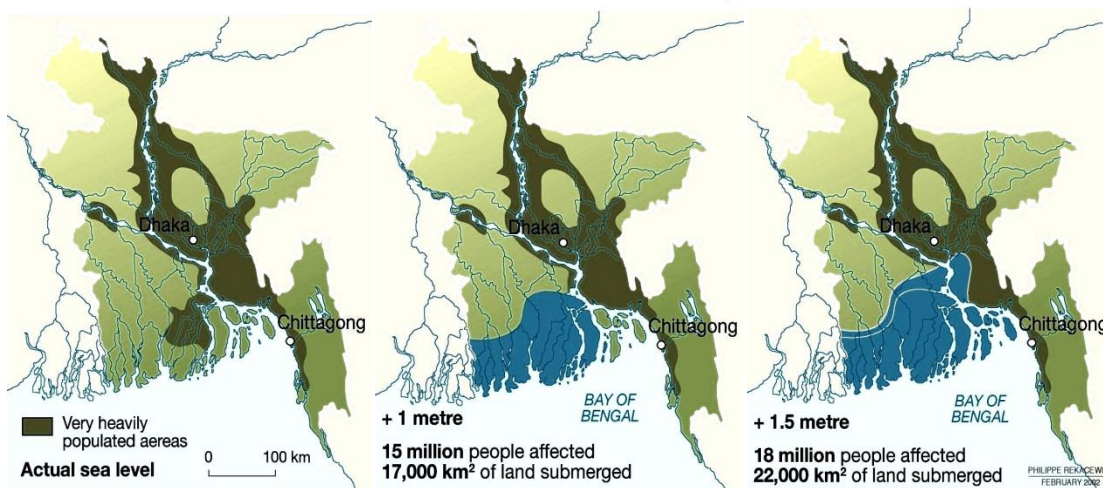 Dhaka
Chittagong
Very heavily
populated aereas
Actual sea level
0 100 km
Dhaka
Chittagong
BAY OF
BENGAL
+ 1 metre
15 million people affected
17,000 km² of land submerged
Dhaka
Chittagong
BAY OF
BENGAL
+ 1.5 metre
18 million people affected
22,000 km² of land submerged
PHILIPPE REKACEWI
FEBRUARY 2002